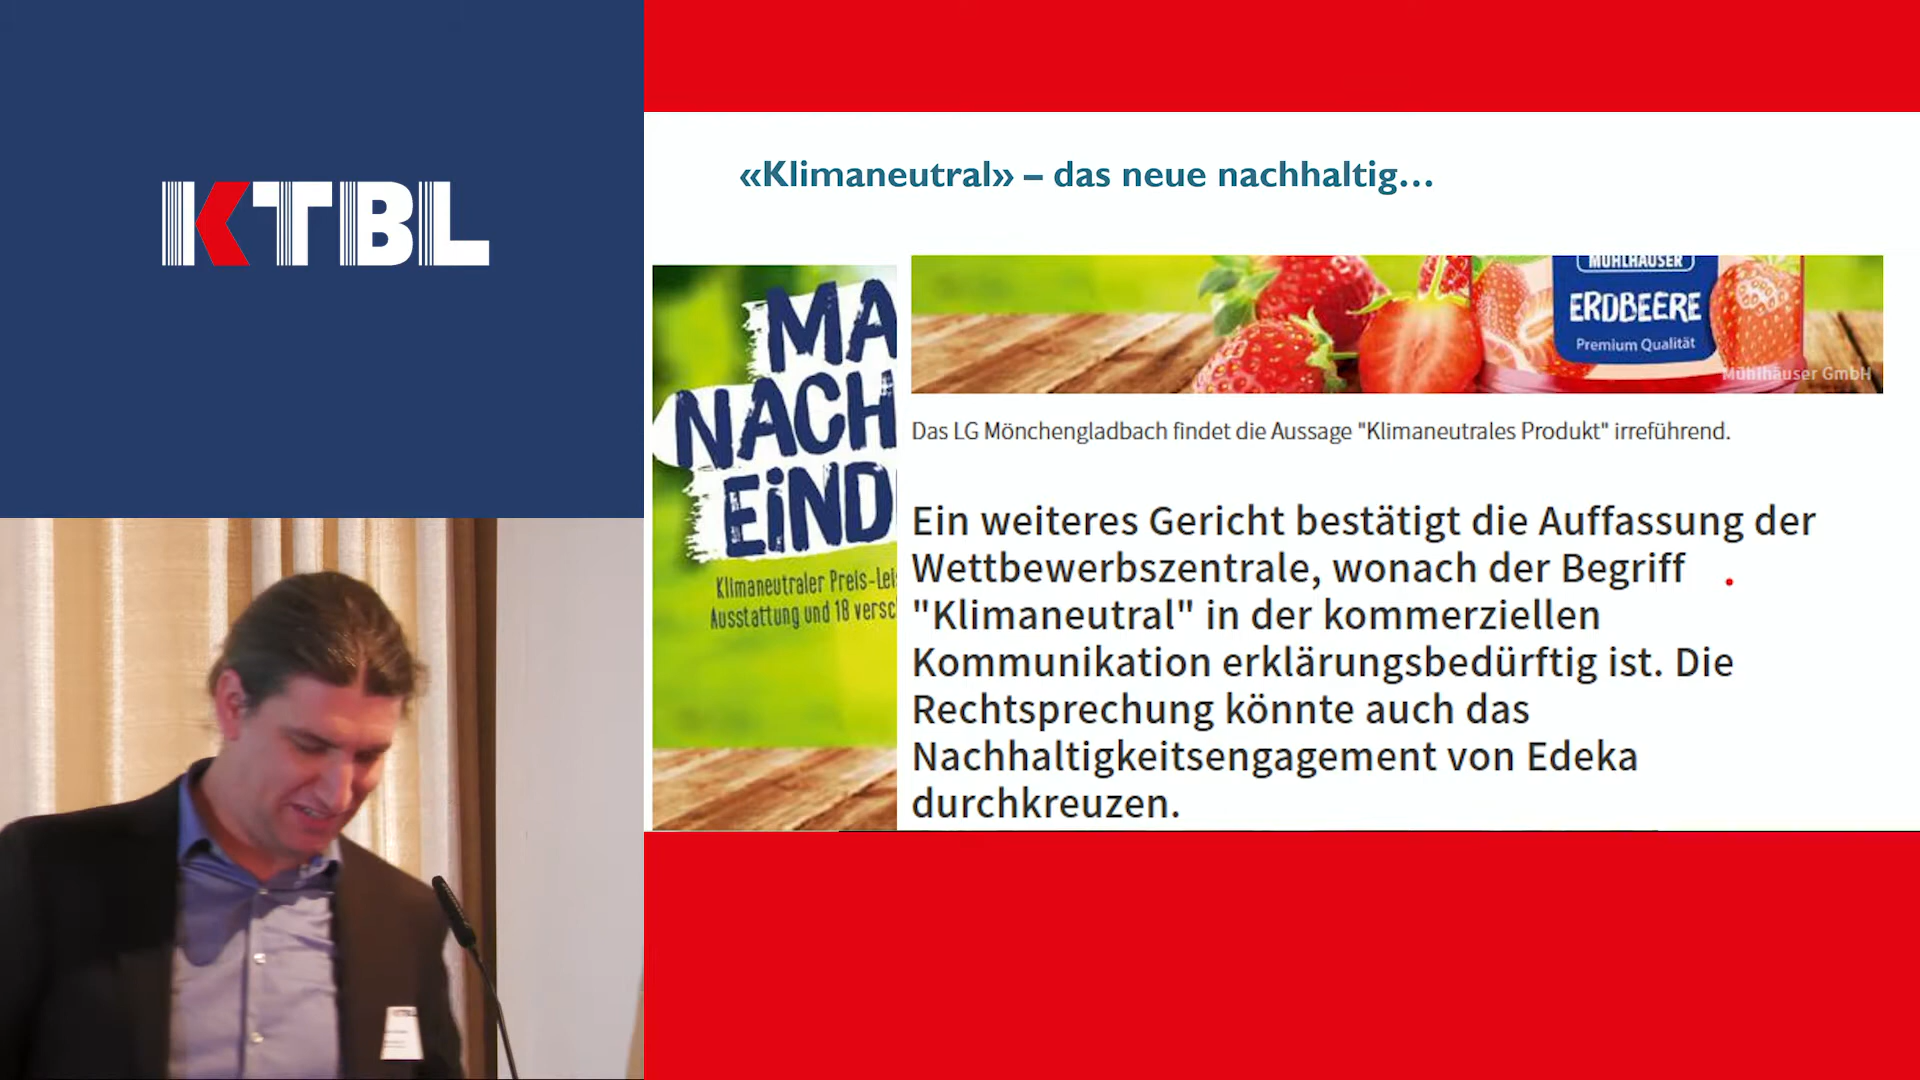 KTBL
«Klimaneutral» – das neue nachhaltig…
MA
NACH
EiND
Klimaneutraler Preis-Lei
Ausstattung und 18 versc
MÜHLHÄUSER
ERDBEERE
Premium Qualität
Mühlhäuser GmbH
Das LG Mönchengladbach findet die Aussage "Klimaneutrales Produkt" irreführend.
Ein weiteres Gericht bestätigt die Auffassung der
Wettbewerbszentrale, wonach der Begriff
"Klimaneutral" in der kommerziellen
Kommunikation erklärungsbedürftig ist. Die
Rechtsprechung könnte auch das
Nachhaltigkeitsengagement von Edeka
durchkreuzen.